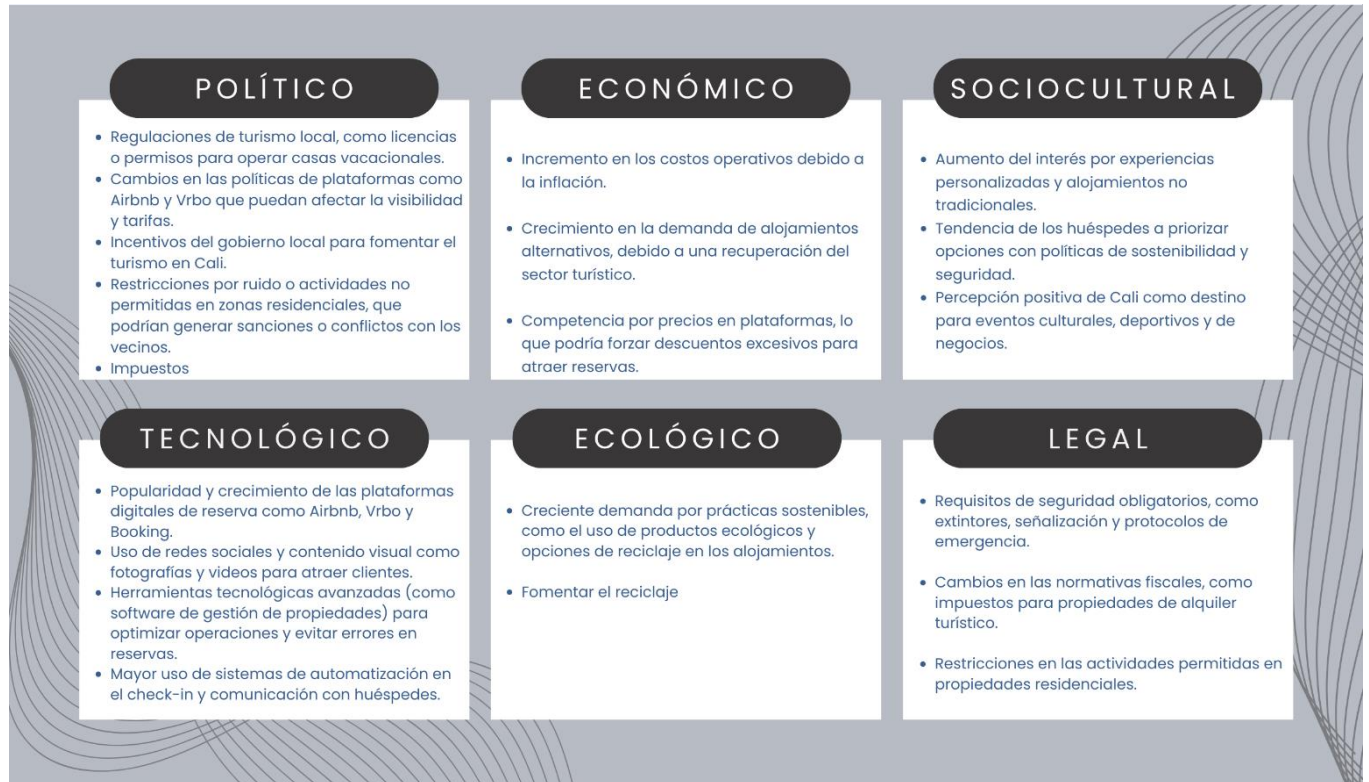 POLÍTICO
• Regulaciones de turismo local, como licencias
o permisos para operar casas vacacionales.
• Cambios en las políticas de plataformas como
Airbnb y Vrbo que puedan afectar la visibilidad
y tarifas.
• Incentivos del gobierno local para fomentar el
turismo en Cali.
• Restricciones por ruido o actividades no
permitidas en zonas residenciales, que
podrían generar sanciones o conflictos con los
vecinos.
• Impuestos
ECONÓMICO
• Incremento en los costos operativos debido a
la inflación.
• Crecimiento en la demanda de alojamientos
alternativos, debido a una recuperación del
sector turístico.
• Competencia por precios en plataformas, lo
que podría forzar descuentos excesivos para
atraer reservas.
SOCIOCULTURAL
• Aumento del interés por experiencias
personalizadas y alojamientos no
tradicionales.
• Tendencia de los huéspedes a priorizar
opciones con políticas de sostenibilidad y
seguridad.
• Percepción positiva de Cali como destino
para eventos culturales, deportivos y de
negocios.
TECNOLÓGICO
• Popularidad y crecimiento de las plataformas
digitales de reserva como Airbnb, Vrbo y
Booking.
• Uso de redes sociales y contenido visual como
fotografías y videos para atraer clientes.
• Herramientas tecnológicas avanzadas (como
software de gestión de propiedades) para
optimizar operaciones y evitar errores en
reservas.
• Mayor uso de sistemas de automatización en
el check-in y comunicación con huéspedes.
ECOLÓGICO
• Creciente demanda por prácticas sostenibles,
como el uso de productos ecológicos y
opciones de reciclaje en los alojamientos.
• Fomentar el reciclaje
LEGAL
• Requisitos de seguridad obligatorios, como
extintores, señalización y protocolos de
emergencia.
• Cambios en las normativas fiscales, como
impuestos para propiedades de alquiler
turístico.
• Restricciones en las actividades permitidas en
propiedades residenciales.